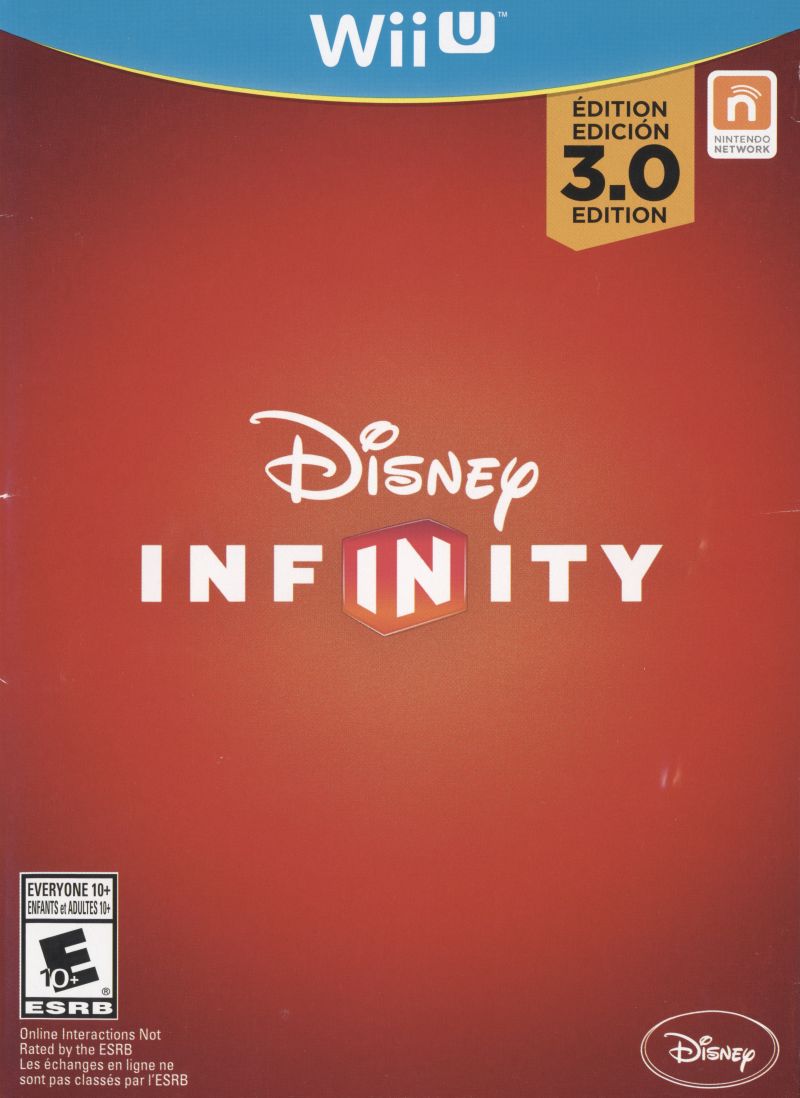 Wii U™
ÉDITION
EDICIÓN
3.0
EDITION
NINTENDO
NETWORK
Disney
INFINITY
EVERYONE 10+
ENFANTS et ADULTES 10+
E
10+
®
ESRB
Online Interactions Not
Rated by the ESRB
Les échanges en ligne ne
sont pas classés par l'ESRB
Disney